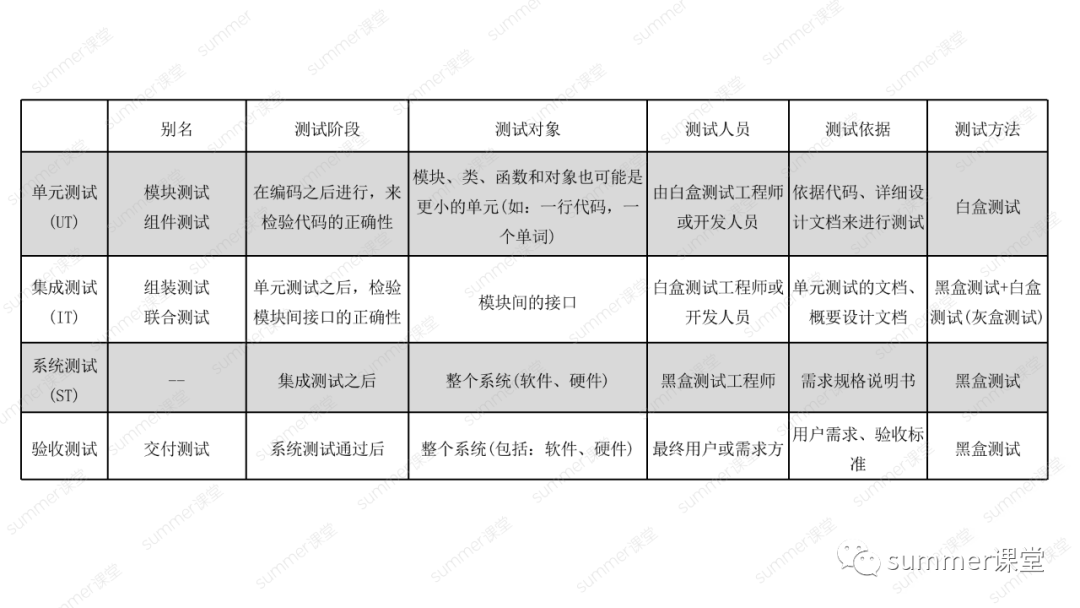 别名 测试阶段 测试对象 测试人员 测试依据 测试方法
单元测试
(UT)
模块测试
组件测试
在编码之后进行，来
检验代码的正确性
模块、类、函数和对象也可能是
更小的单元(如：一行代码，一
个单词)
由白盒测试工程师
或开发人员
依据代码、详细设
计文档来进行测试
白盒测试
集成测试
(IT)
组装测试
联合测试
单元测试之后，检验
模块间接口的正确性
模块间的接口
白盒测试工程师或
开发人员
单元测试的文档、
概要设计文档
黑盒测试+白盒
测试(灰盒测试)
系统测试
(ST)
--
集成测试之后
整个系统(软件、硬件)
黑盒测试工程师
需求规格说明书
黑盒测试
验收测试
交付测试
系统测试通过后
整个系统(包括：软件、硬件)
最终用户或需求方
用户需求、验收标
准
黑盒测试
summer课堂